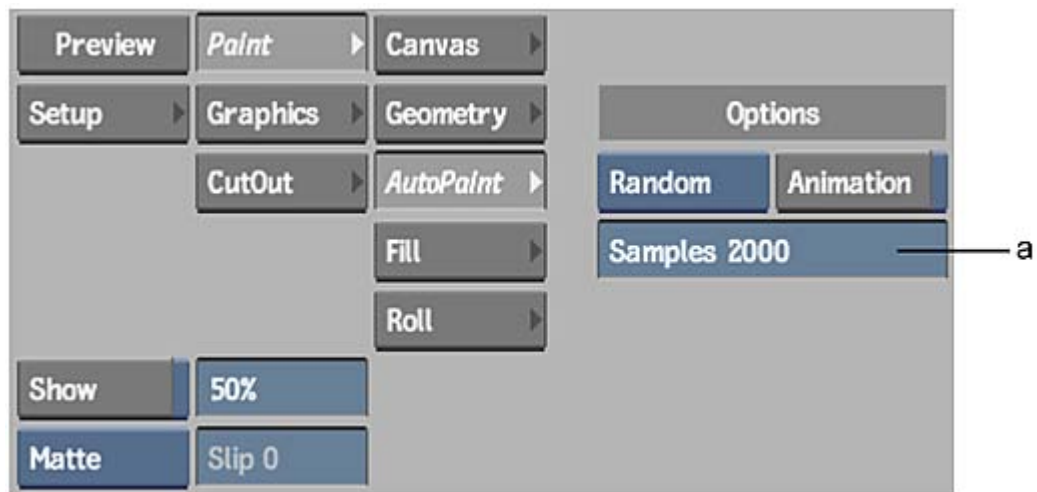 Preview Paint Canvas
Setup Graphics Geometry Options
CutOut AutoPaint Random Animation
Fill Samples 2000 a
Roll
Show 50%
Matte Slip 0